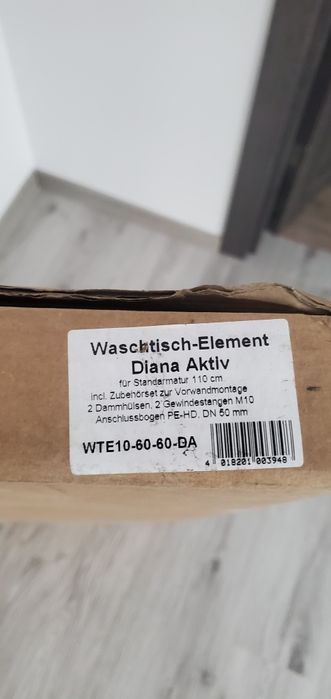 Waschtisch-Element
Diana Aktiv
für Standarmatur 110 cm
incl. Zubehörset zur Vorwandmontage
2 Dammhülsen, 2 Gewindestangen M10
Anschlussbogen PE-HD, DN 50 mm
WTE10-60-60-DA
4 018201 003948